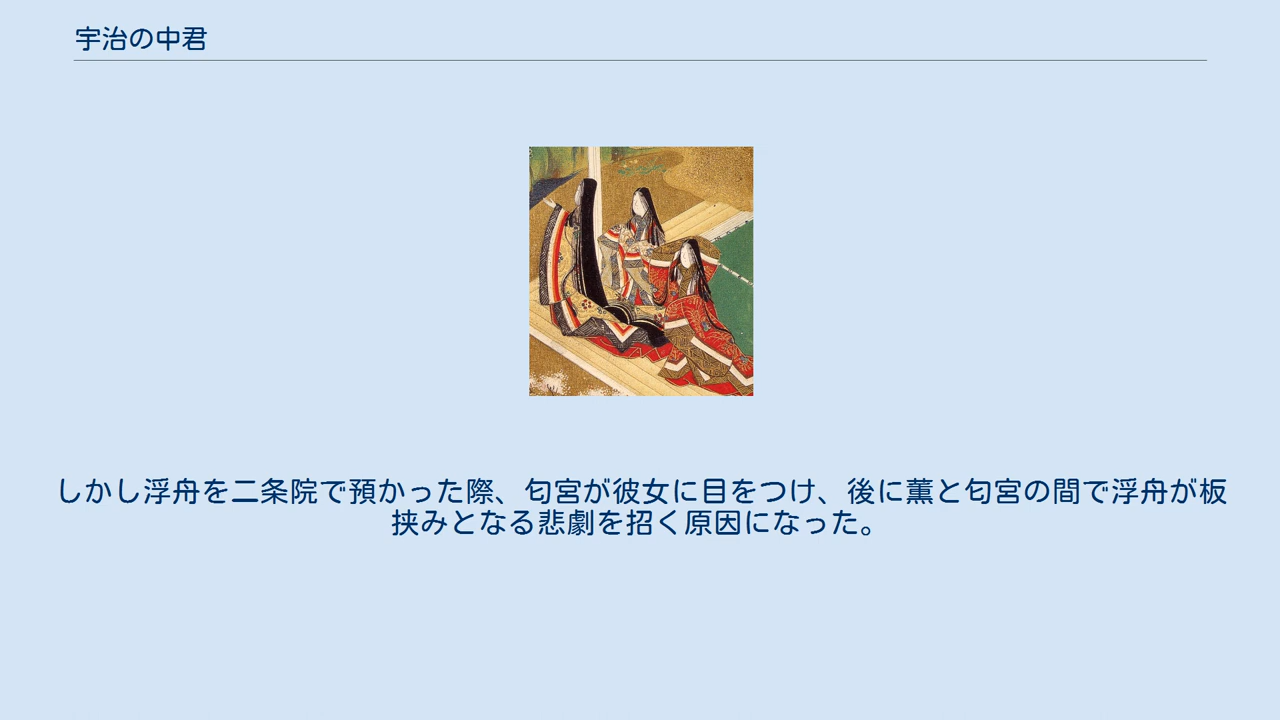 宇治の中君
しかし浮舟を二条院で預かった際、匂宮が彼女に目をつけ、後に薫と匂宮の間で浮舟が板
挟みとなる悲劇を招く原因になった。